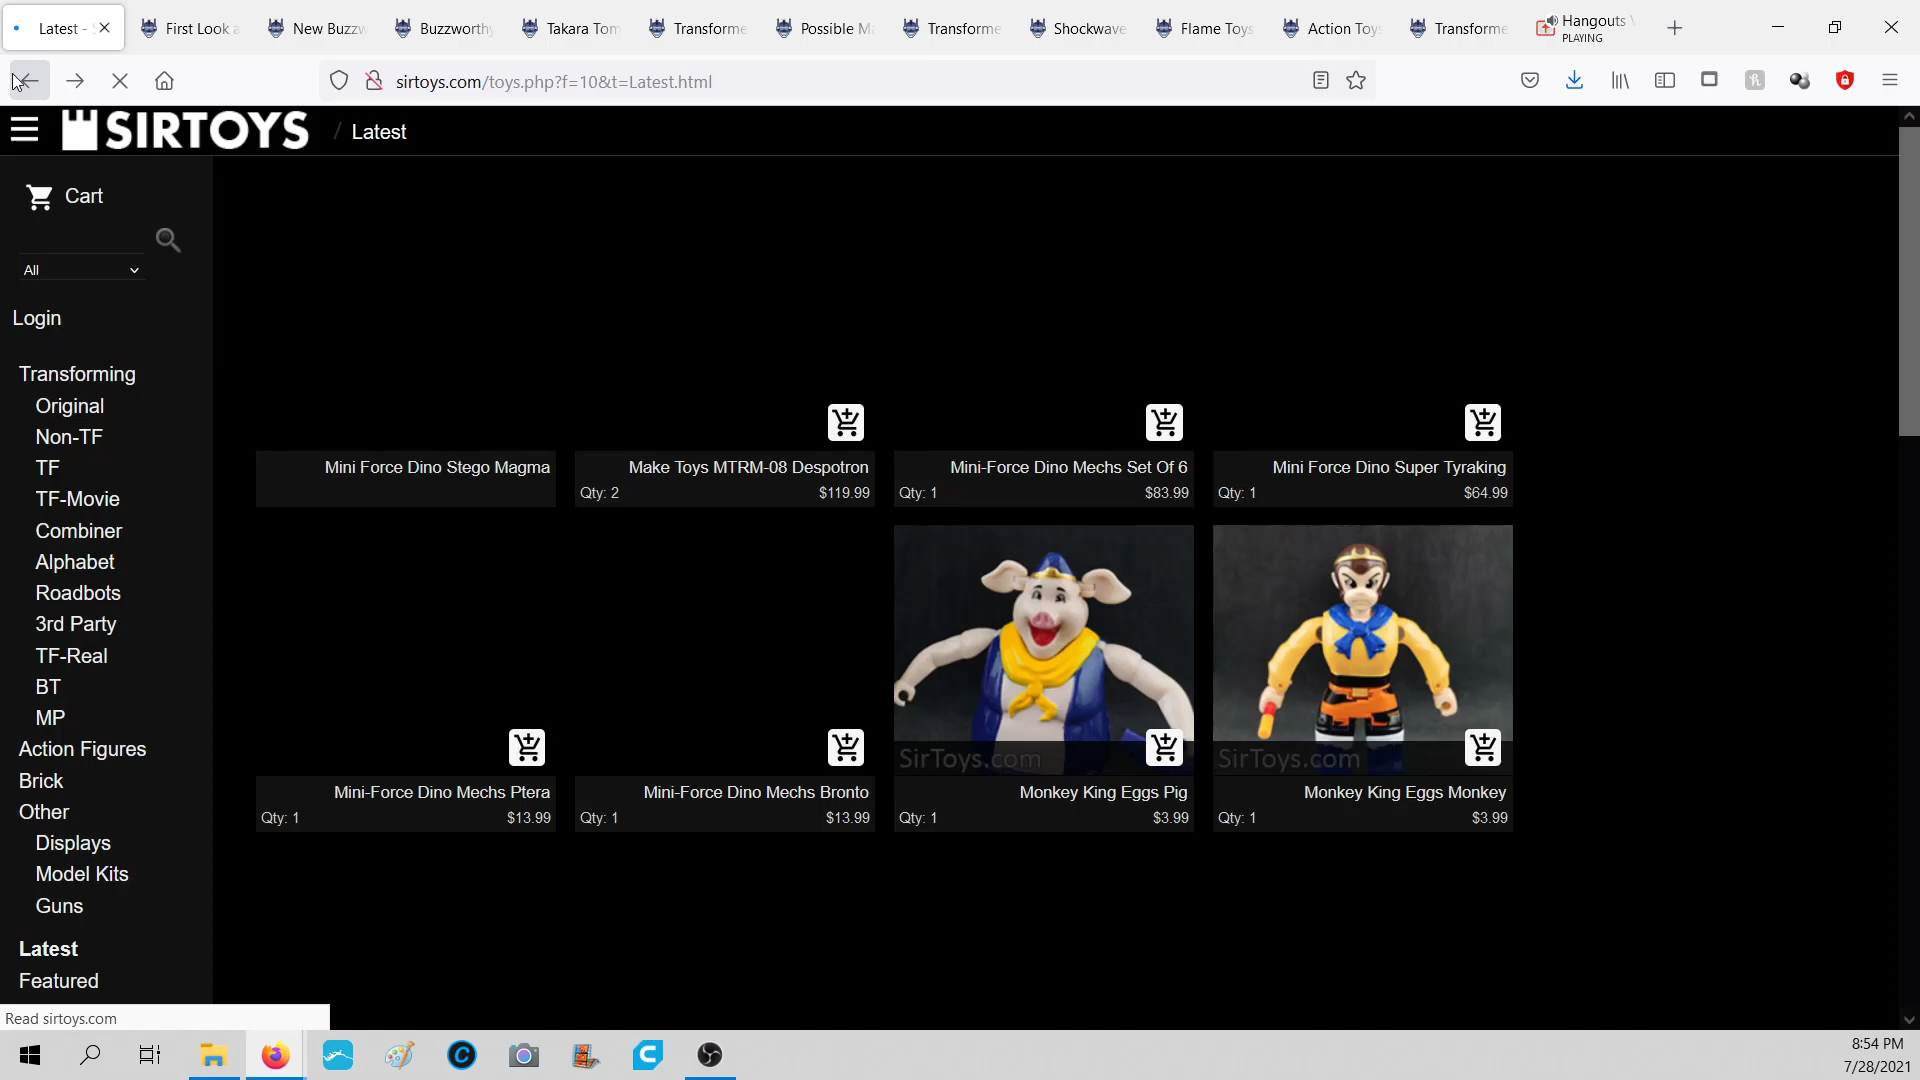 Latest -
First Look a
New Buzzw
Buzzworthy
Takara Tom
Transforme
Possible Ma
Transforme
Shockwave
Flame Toys
Action Toys
Transforme
Hangouts
PLAYING
sirtoys.com/toys.php?f=10&t=Latest.html
SIRTOYS / Latest
Cart
All
Login
Transforming
Original
Non-TF
TF
TF-Movie
Combiner
Alphabet
Roadbots
3rd Party
TF-Real
BT
MP
Action Figures
Brick
Other
Displays
Model Kits
Guns
Latest
Featured
Mini Force Dino Stego Magma
Make Toys MTRM-08 Despotron
Qty: 2 $119.99
Mini-Force Dino Mechs Set Of 6
Qty: 1 $83.99
Mini Force Dino Super Tyraking
Qty: 1 $64.99
Mini-Force Dino Mechs Ptera
Qty: 1 $13.99
Mini-Force Dino Mechs Bronto
Qty: 1 $13.99
SirToys.com
Monkey King Eggs Pig
Qty: 1 $3.99
SirToys.com
Monkey King Eggs Monkey
Qty: 1 $3.99
Read sirtoys.com
8:54 PM
7/28/2021